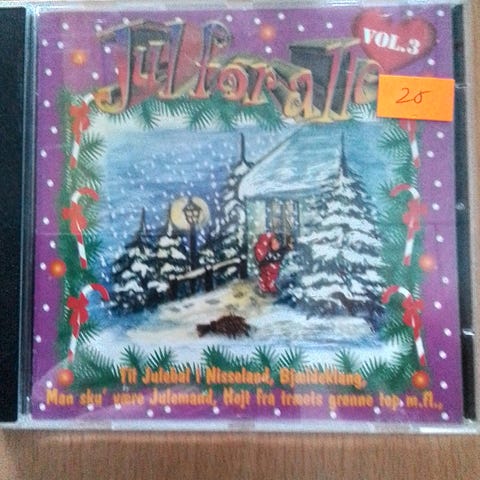 Jul for alle
VOL.3
25
Til Julebal i Nisseland, Bjældeklang,
Man sku' være Julemand, Højt fra træets grønne top m.fl.,